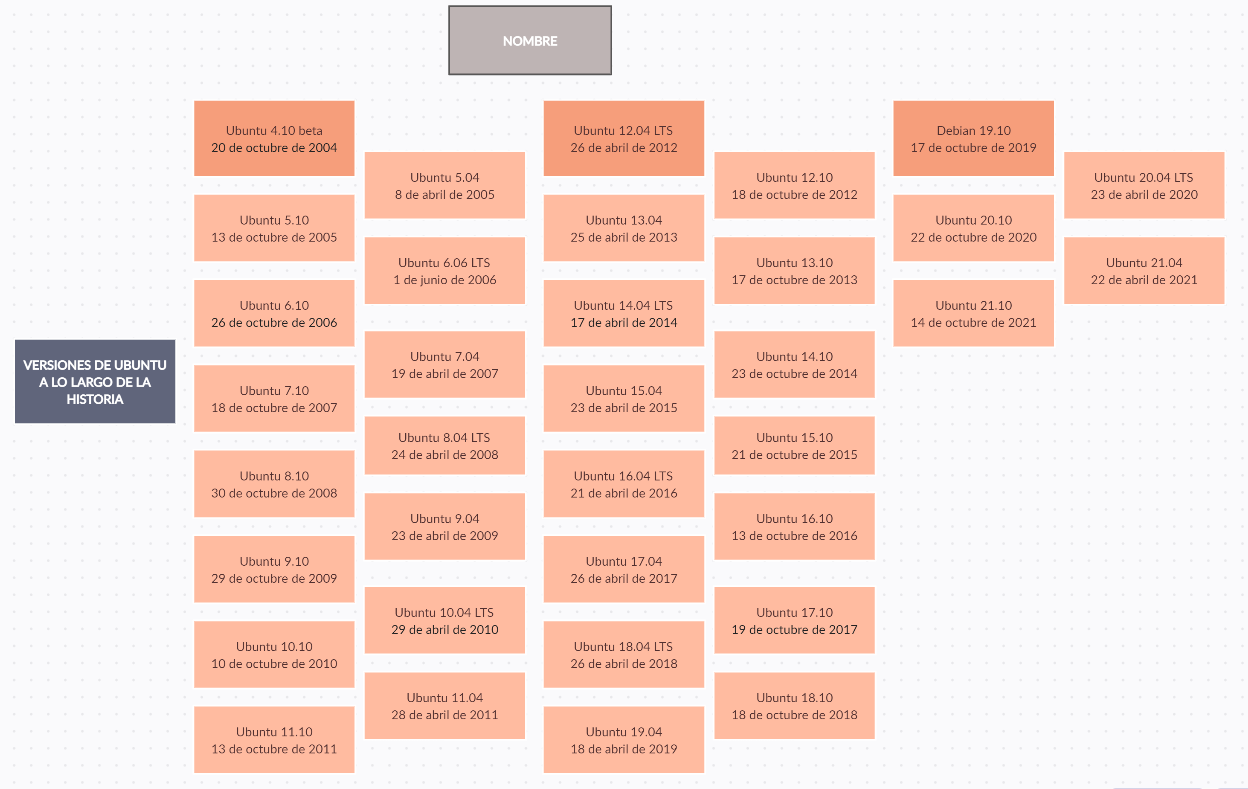 NOMBRE
VERSIONES DE UBUNTU
A LO LARGO DE LA
HISTORIA
Ubuntu 4.10 beta
20 de octubre de 2004
Ubuntu 5.04
8 de abril de 2005
Ubuntu 5.10
13 de octubre de 2005
Ubuntu 6.06 LTS
1 de junio de 2006
Ubuntu 6.10
26 de octubre de 2006
Ubuntu 7.04
19 de abril de 2007
Ubuntu 7.10
18 de octubre de 2007
Ubuntu 8.04 LTS
24 de abril de 2008
Ubuntu 8.10
30 de octubre de 2008
Ubuntu 9.04
23 de abril de 2009
Ubuntu 9.10
29 de octubre de 2009
Ubuntu 10.04 LTS
29 de abril de 2010
Ubuntu 10.10
10 de octubre de 2010
Ubuntu 11.04
28 de abril de 2011
Ubuntu 11.10
13 de octubre de 2011
Ubuntu 12.04 LTS
26 de abril de 2012
Ubuntu 12.10
18 de octubre de 2012
Ubuntu 13.04
25 de abril de 2013
Ubuntu 13.10
17 de octubre de 2013
Ubuntu 14.04 LTS
17 de abril de 2014
Ubuntu 14.10
23 de octubre de 2014
Ubuntu 15.04
23 de abril de 2015
Ubuntu 15.10
21 de octubre de 2015
Ubuntu 16.04 LTS
21 de abril de 2016
Ubuntu 16.10
13 de octubre de 2016
Ubuntu 17.04
26 de abril de 2017
Ubuntu 17.10
19 de octubre de 2017
Ubuntu 18.04 LTS
26 de abril de 2018
Ubuntu 18.10
18 de octubre de 2018
Ubuntu 19.04
18 de abril de 2019
Debian 19.10
17 de octubre de 2019
Ubuntu 20.04 LTS
23 de abril de 2020
Ubuntu 20.10
22 de octubre de 2020
Ubuntu 21.04
22 de abril de 2021
Ubuntu 21.10
14 de octubre de 2021